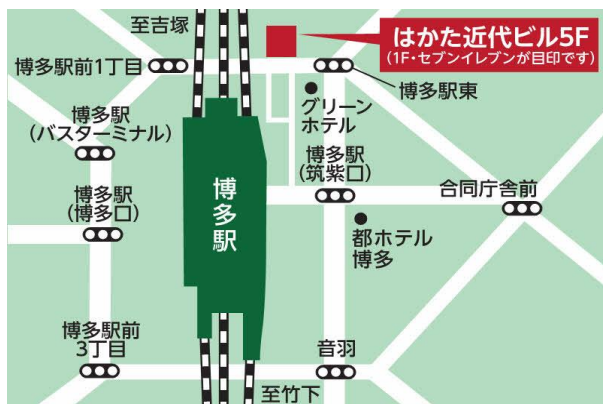 至吉塚
はかた近代ビル5F
(1F・セブンイレブンが目印です)
博多駅前1丁目
博多駅東
グリーン
ホテル
博多駅
(バスターミナル)
博多駅
(筑紫口)
合同庁舎前
博多駅
博多駅
(博多口)
都ホテル
博多
博多駅前
3丁目
音羽
至竹下